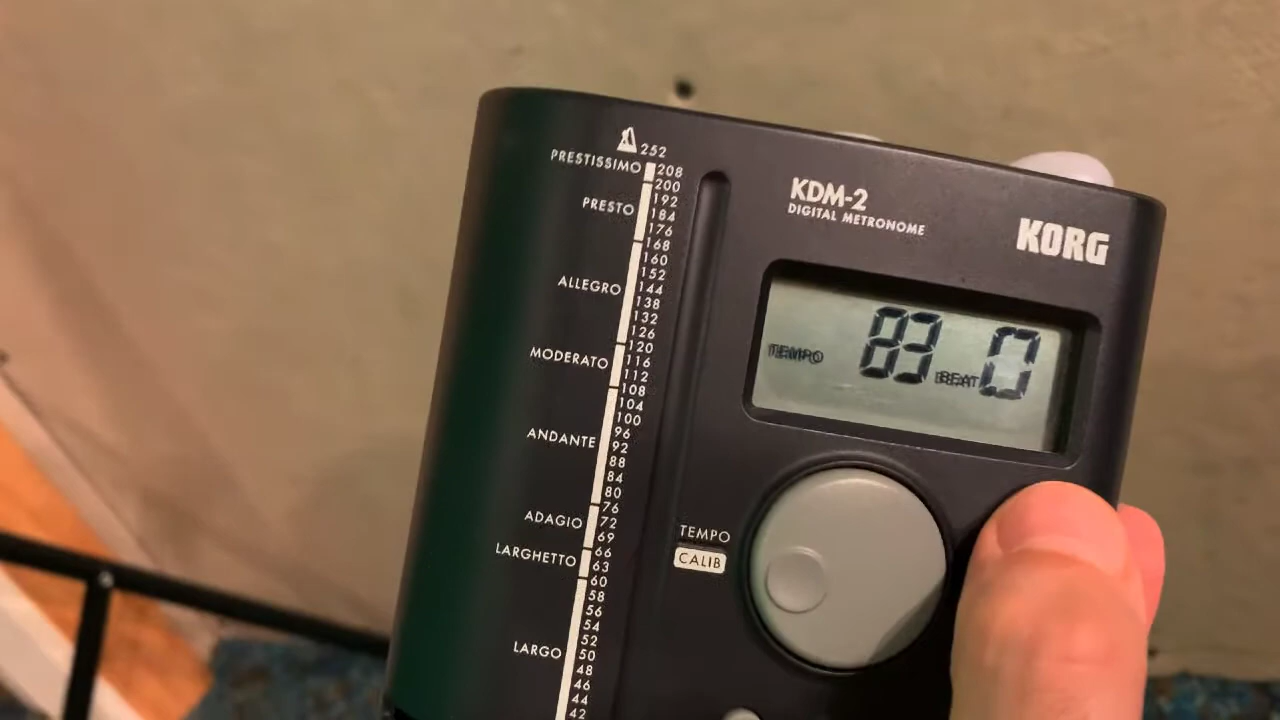 252
PRESTISSIMO
208
200
PRESTO
192
184
176
168
160
152
ALLEGRO
144
138
132
126
120
MODERATO
116
112
108
104
100
ANDANTE
96
92
88
84
80
76
ADAGIO
72
69
LARGHETTO
66
63
60
58
56
54
52
LARGO
50
48
46
44
42
KDM-2
DIGITAL METRONOME
KORG
TEMPO 83 BEAT 0
TEMPO
CALIB